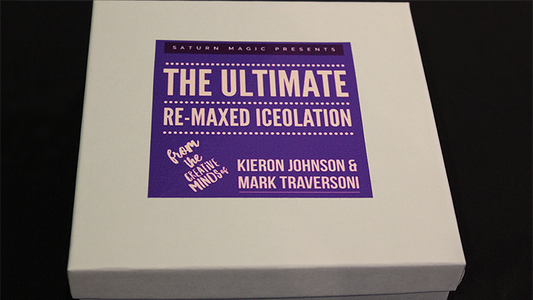 SATURN MAGIC PRESENTS
THE ULTIMATE
RE-MAXED ICEOLATION
from
the
CREATIVE
MINDS of
KIERON JOHNSON &
MARK TRAVERSONI